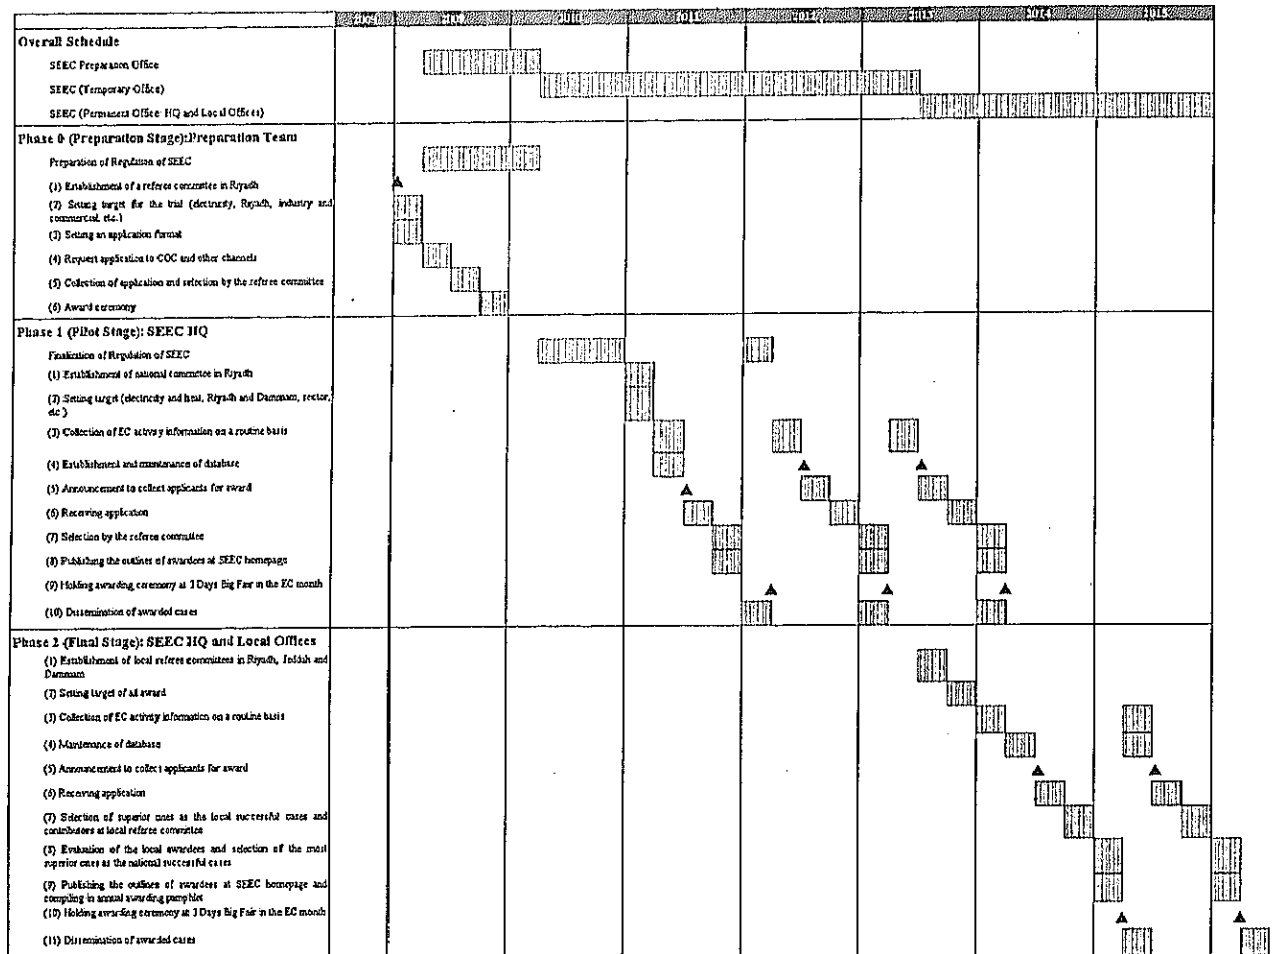 2009 2010 2011 2012 2013 2014 2015
Overall Schedule
SEEC Preparation Office
SEEC (Temporary Office)
SEEC (Permanent Office: HQ and Local Offices)
Phase 0 (Preparation Stage):Preparation Team
Preparation of Regulation of SEEC
(1) Establishment of a referee committee in Riyadh
(2) Setting target for the trial (electricity, Riyadh, industry and
commercial, etc.)
(3) Setting an application format
(4) Request application to COC and other channels
(5) Collection of application and selection by the referee committee
(6) Award ceremony
Phase 1 (Pilot Stage): SEEC HQ
Finalization of Regulation of SEEC
(1) Establishment of national committee in Riyadh
(2) Setting target (electricity and heat, Riyadh and Dammam, sector,
etc.)
(3) Collection of EC activity information on a routine basis
(4) Establishment and maintenance of database
(5) Announcement to collect applicants for award
(6) Receiving application
(7) Selection by the referee committee
(8) Publishing the outlines of awardees at SEEC homepage
(9) Holding awarding ceremony at 3 Days Big Fair in the EC month
(10) Dissemination of awarded cases
Phase 2 (Final Stage): SEEC HQ and Local Offices
(1) Establishment of local referee committees in Riyadh, Jeddah and
Dammam
(2) Setting target of all award
(3) Collection of EC activity information on a routine basis
(4) Maintenance of database
(5) Announcement to collect applicants for award
(6) Receiving application
(7) Selection of superior ones as the local successful cases and
contributors at local referee committee
(8) Evaluation of the local awardees and selection of the most
superior ones as the national successful cases
(9) Publishing the outlines of awardees at SEEC homepage and
compiling in annual awarding pamphlet
(10) Holding awarding ceremony at 3 Days Big Fair in the EC month
(11) Dissemination of awarded cases